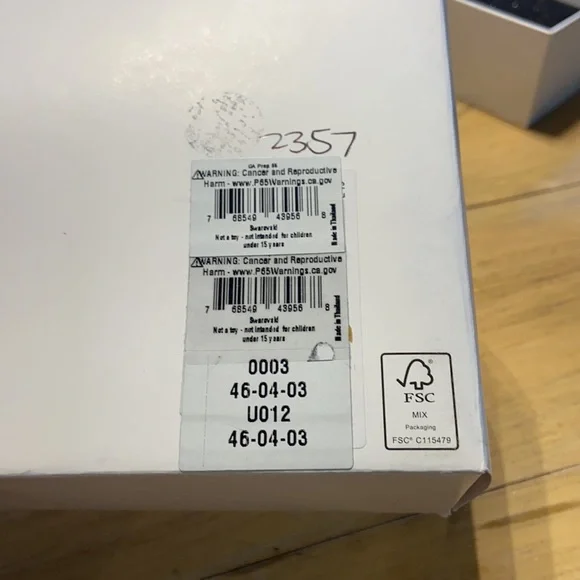 2357
CA Prop 65
⚠WARNING: Cancer and Reproductive
Harm - www.P65Warnings.ca.gov
7 68549 43956 8
Swarovski
Not a toy - not intended for children
under 15 years
Made in Thailand
⚠WARNING: Cancer and Reproductive
Harm - www.P65Warnings.ca.gov
7 68549 43956 8
Swarovski
Not a toy - not intended for children
under 15 years
Made in Thailand
0003
46-04-03
U012
46-04-03
FSC
MIX
Packaging
FSC® C115479